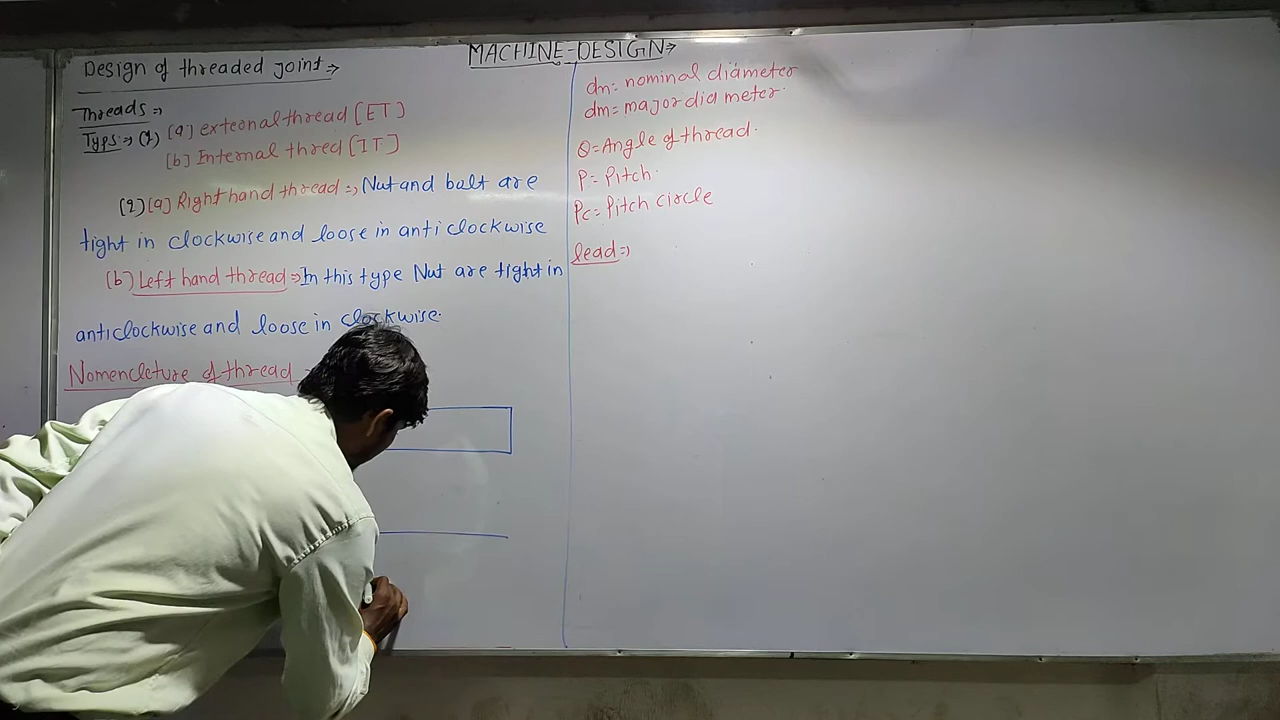 MACHINE-DESIGN→
Design of threaded joint→
Threads⇒
Typs⇒(1) [a] external thread [ET]
[b] Internal thred [IT]
(2) [a] Right hand thread⇒ Nut and bolt are
tight in clockwise and loose in anti clockwise
(b) Left hand thread⇒ In this type Nut are tight in
anticlockwise and loose in clockwise.
Nomencleture of thread
dn= nominal diameter
dm= major dia meter.
θ=Angle of thread.
P= Pitch.
Pc= Pitch circle
lead⇒